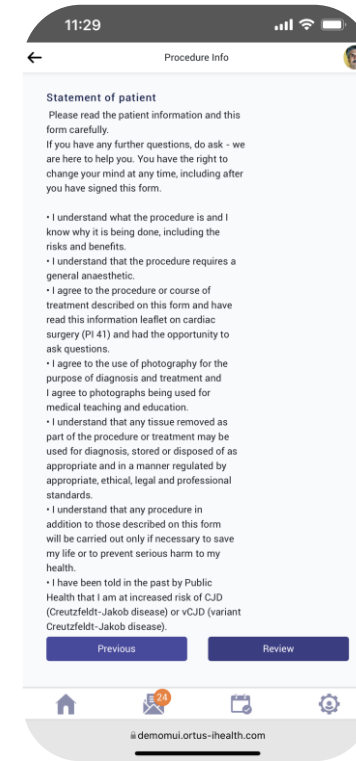 11:29
Procedure Info
Statement of patient
Please read the patient information and this
form carefully.
If you have any further questions, do ask - we
are here to help you. You have the right to
change your mind at any time, including after
you have signed this form.
• I understand what the procedure is and I
know why it is being done, including the
risks and benefits.
• I understand that the procedure requires a
general anaesthetic.
• I agree to the procedure or course of
treatment described on this form and have
read this information leaflet on cardiac
surgery (PI 41) and had the opportunity to
ask questions.
• I agree to the use of photography for the
purpose of diagnosis and treatment and
I agree to photographs being used for
medical teaching and education.
• I understand that any tissue removed as
part of the procedure or treatment may be
used for diagnosis, stored or disposed of as
appropriate and in a manner regulated by
appropriate, ethical, legal and professional
standards.
• I understand that any procedure in
addition to those described on this form
will be carried out only if necessary to save
my life or to prevent serious harm to my
health.
• I have been told in the past by Public
Health that I am at increased risk of CJD
(Creutzfeldt-Jakob disease) or vCJD (variant
Creutzfeldt-Jakob disease).
Previous
Review
24
demomui.ortus-ihealth.com